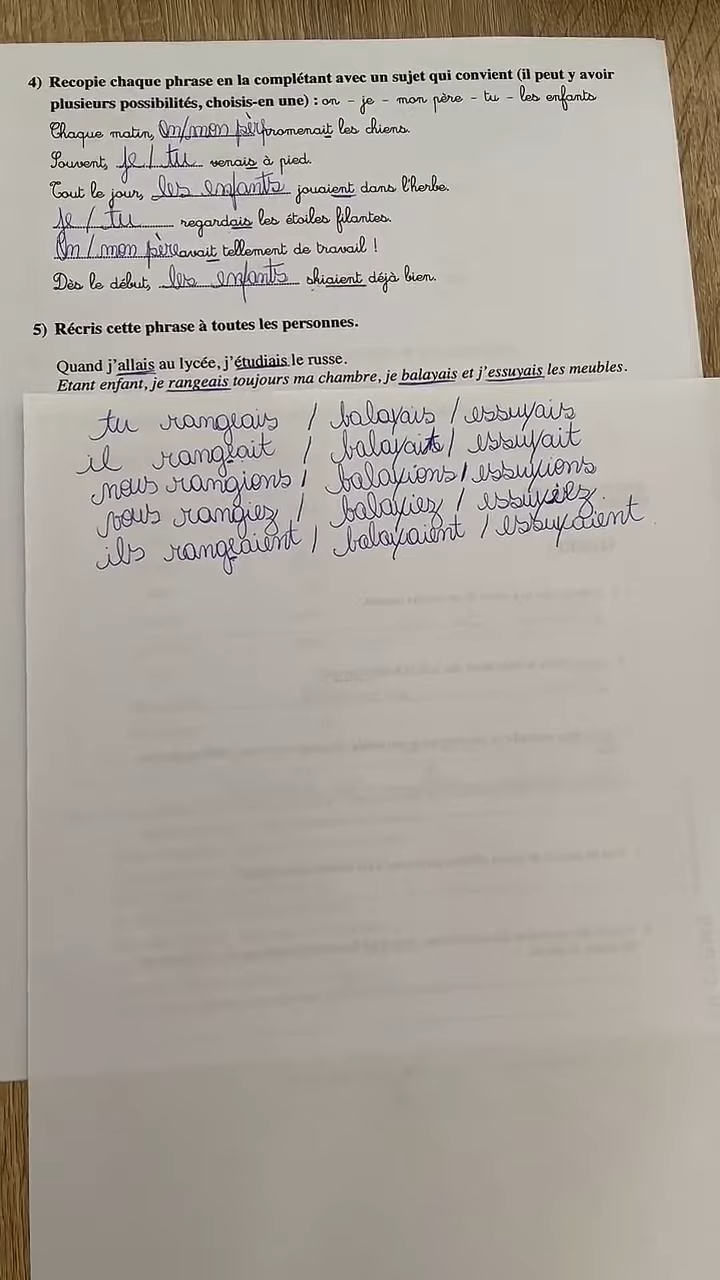 4) Recopie chaque phrase en la complétant avec un sujet qui convient (il peut y avoir
plusieurs possibilités, choisis-en une) : on - je - mon père - tu - les enfants
Chaque matin, On/mon père promenait les chiens.
Souvent, je / tu venais à pied.
Tout le jour, les enfants jouaient dans l'herbe.
Je / tu regardais les étoiles filantes.
On / mon père avait tellement de travail !
Dès le début, les enfants skiaient déjà bien.
5) Récris cette phrase à toutes les personnes.
Quand j'allais au lycée, j'étudiais le russe.
Etant enfant, je rangeais toujours ma chambre, je balayais et j'essuyais les meubles.
tu rangeais / balayais / essuyais
il rangeait / balayait / essuyait
nous rangions / balayions / essuyions
vous rangiez / balayiez / essuyiez.
ils rangeaient / balayaient / essuyaient